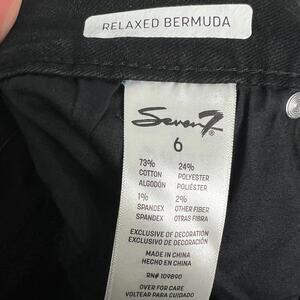 RELAXED BERMUDA
Seven7®
6
73% 24%
COTTON POLYESTER
ALGODÓN POLIÉSTER
1% 2%
SPANDEX OTHER FIBER
SPANDEX OTRAS FIBRA
EXCLUSIVE OF DECORATION
EXCLUSIVO DE DECORACIÓN
MADE IN CHINA
HECHO EN CHINA
RN# 109890
OVER FOR CARE
VOLTEAR PARA CUIDADO